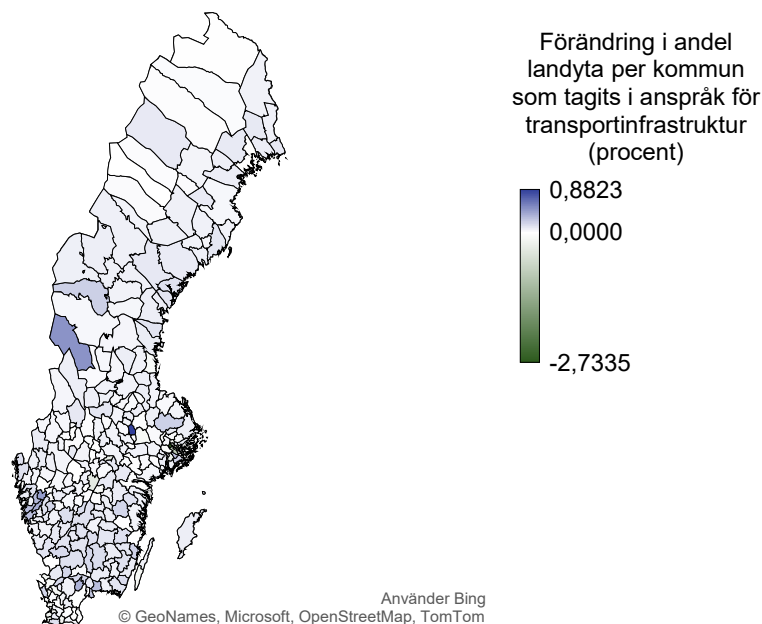 Förändring i andel
landyta per kommun
som tagits i anspråk för
transportinfrastruktur
(procent)
0,8823
0,0000
-2,7335
Använder Bing
© GeoNames, Microsoft, OpenStreetMap, TomTom